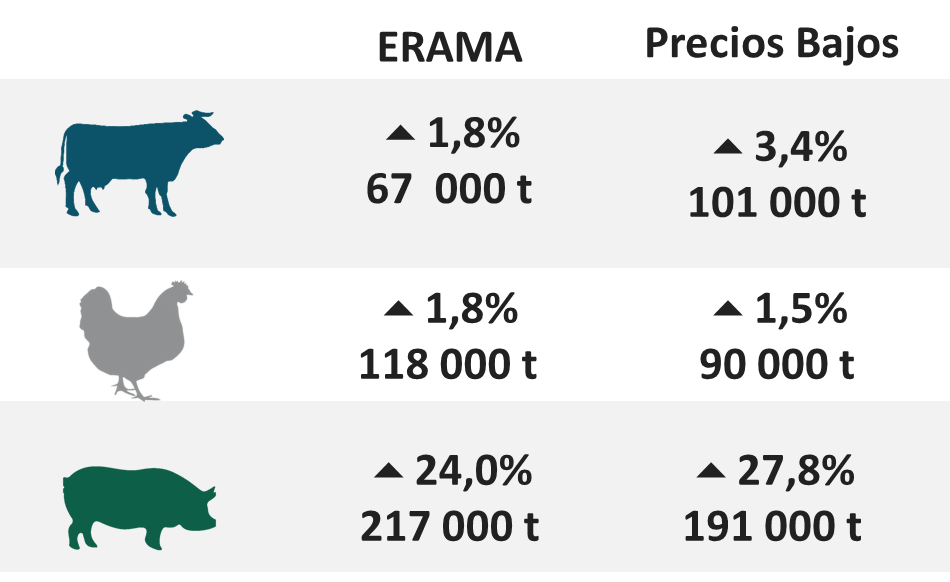 ERAMA Precios Bajos
▲ 1,8% ▲ 3,4%
67 000 t 101 000 t
▲ 1,8% ▲ 1,5%
118 000 t 90 000 t
▲ 24,0% ▲ 27,8%
217 000 t 191 000 t